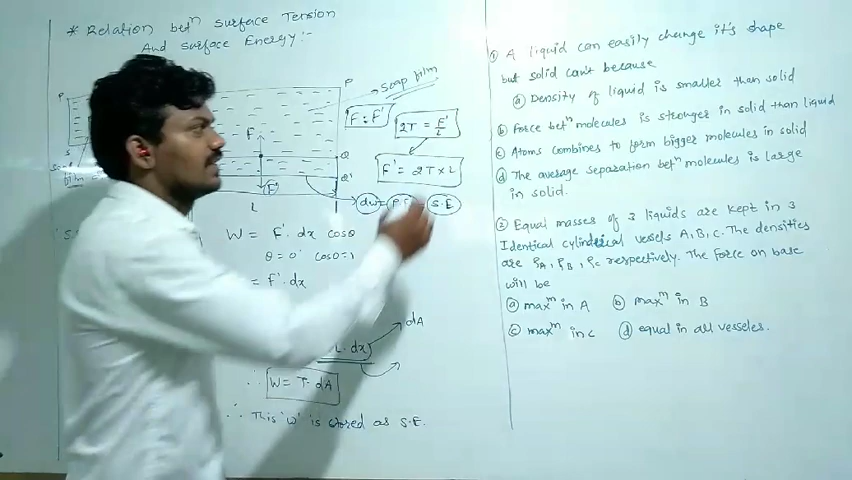 * Relation betⁿ surface Tension
And surface Energy:-
P
P
soap film
F = F'
2T = F'/L
F
F' = 2T×L
Q
Q'
S
F'
film
L
dw = P.E = S.E
W = F'. dx cosθ
θ = 0° cosθ=1
= F'. dx
dA
L. dx)
∴ W = T. dA
∴ This 'w' is stored as S.E.
① A liquid can easily change it's shape
but solid can't because
ⓐ Density of liquid is smaller than solid
ⓑ Force betⁿ molecules is stronger in solid than liquid
ⓒ Atoms combines to form bigger molecules in solid
ⓓ The average separation betⁿ molecules is large
in solid.
② Equal masses of 3 liquids are kept in 3
Identical cylindrical vessels A, B, C. The densities
are ρA, ρB, ρC respectively. The force on base
will be
ⓐ maxᵐ in A ⓑ maxᵐ in B
ⓒ maxᵐ in C ⓓ equal in all vesseles.